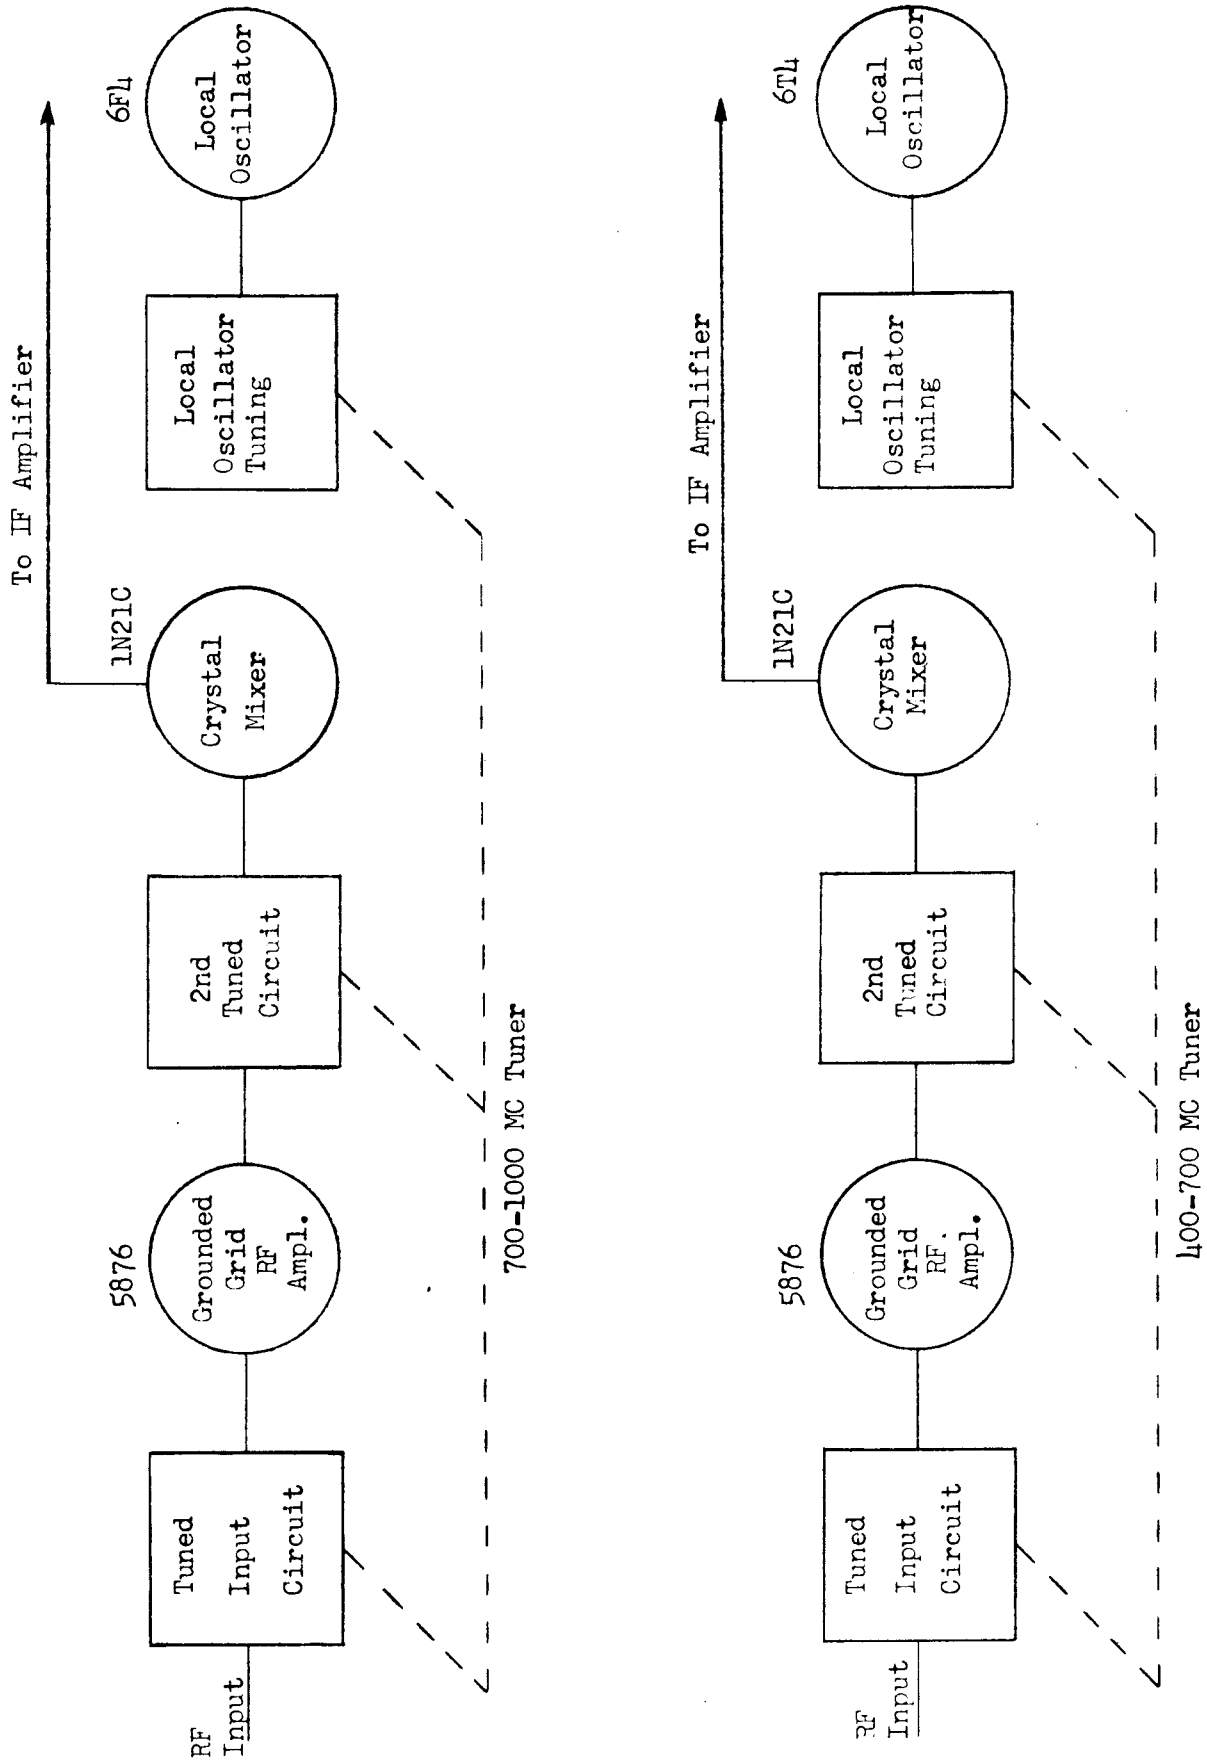 To IF Amplifier
5876
1N21C
6F4
RF
Input
Tuned
Input
Circuit
Grounded
Grid
RF
Ampl.
2nd
Tuned
Circuit
Crystal
Mixer
Local
Oscillator
Tuning
Local
Oscillator
700-1000 MC Tuner
To IF Amplifier
5876
1N21C
6T4
RF
Input
Tuned
Input
Circuit
Grounded
Grid
RF.
Ampl.
2nd
Tuned
Circuit
Crystal
Mixer
Local
Oscillator
Tuning
Local
Oscillator
400-700 MC Tuner